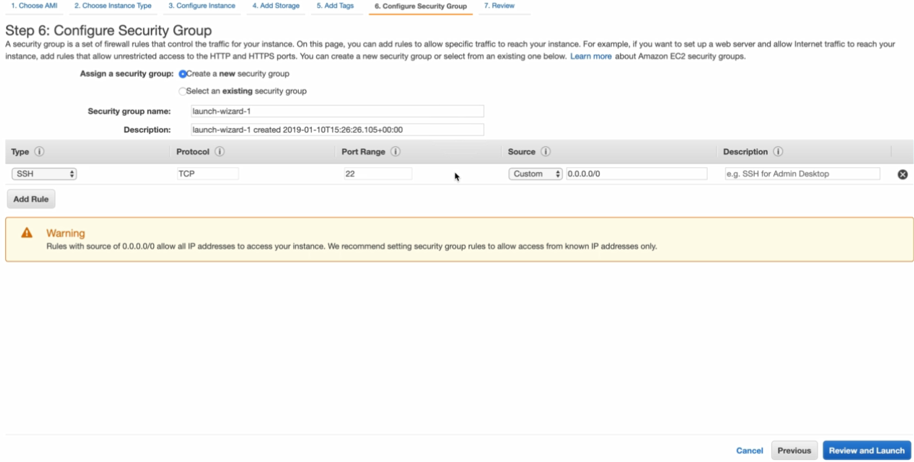 1. Choose AMI 2. Choose Instance Type 3. Configure Instance 4. Add Storage 5. Add Tags 6. Configure Security Group 7. Review
Step 6: Configure Security Group
A security group is a set of firewall rules that control the traffic for your instance. On this page, you can add rules to allow specific traffic to reach your instance. For example, if you want to set up a web server and allow Internet traffic to reach your
instance, add rules that allow unrestricted access to the HTTP and HTTPS ports. You can create a new security group or select from an existing one below. Learn more about Amazon EC2 security groups.
Assign a security group: Create a new security group
Select an existing security group
Security group name: launch-wizard-1
Description: launch-wizard-1 created 2019-01-10T15:26:26.105+00:00
Type Protocol Port Range Source Description
SSH TCP 22 Custom 0.0.0.0/0 e.g. SSH for Admin Desktop
Add Rule
Warning
Rules with source of 0.0.0.0/0 allow all IP addresses to access your instance. We recommend setting security group rules to allow access from known IP addresses only.
Cancel Previous Review and Launch